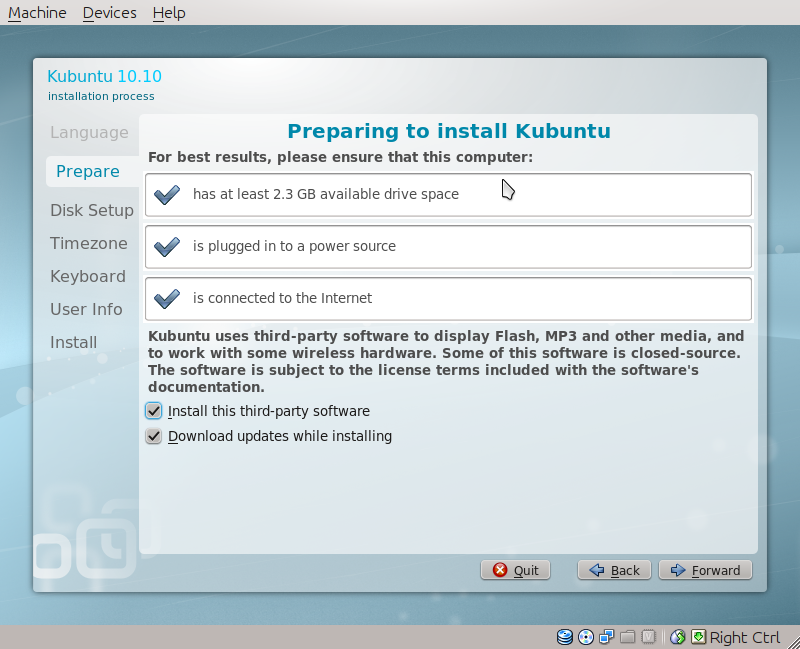 Machine Devices Help
Kubuntu 10.10
installation process
Language
Prepare
Disk Setup
Timezone
Keyboard
User Info
Install
Preparing to install Kubuntu
For best results, please ensure that this computer:
has at least 2.3 GB available drive space
is plugged in to a power source
is connected to the Internet
Kubuntu uses third-party software to display Flash, MP3 and other media, and
to work with some wireless hardware. Some of this software is closed-source.
The software is subject to the license terms included with the software's
documentation.
Install this third-party software
Download updates while installing
Quit Back Forward
Right Ctrl